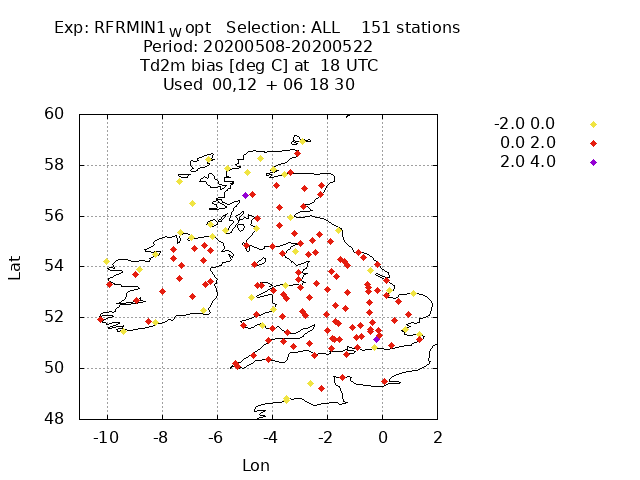 Exp: RFRMIN1 W opt Selection: ALL 151 stations
Period: 20200508-20200522
Td2m bias [deg C] at 18 UTC
Used 00,12 + 06 18 30
-2.0 0.0
0.0 2.0
2.0 4.0
60
58
56
54
52
50
48
Lat
-10 -8 -6 -4 -2 0 2
Lon